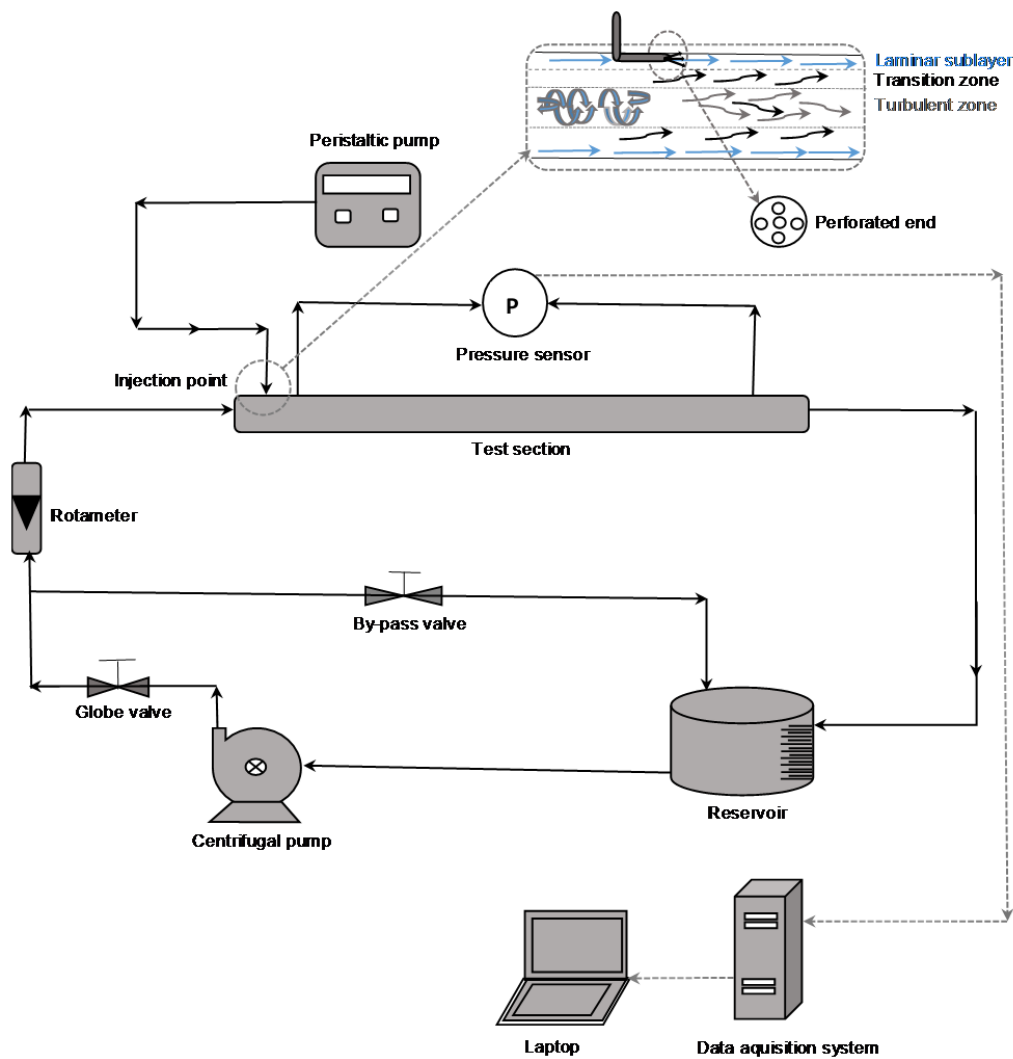 Laminar sublayer
Transition zone
Turbulent zone
Peristaltic pump
Perforated end
P
Pressure sensor
Injection point
Test section
Rotameter
By-pass valve
Globe valve
Reservoir
Centrifugal pump
Laptop
Data aquisition system